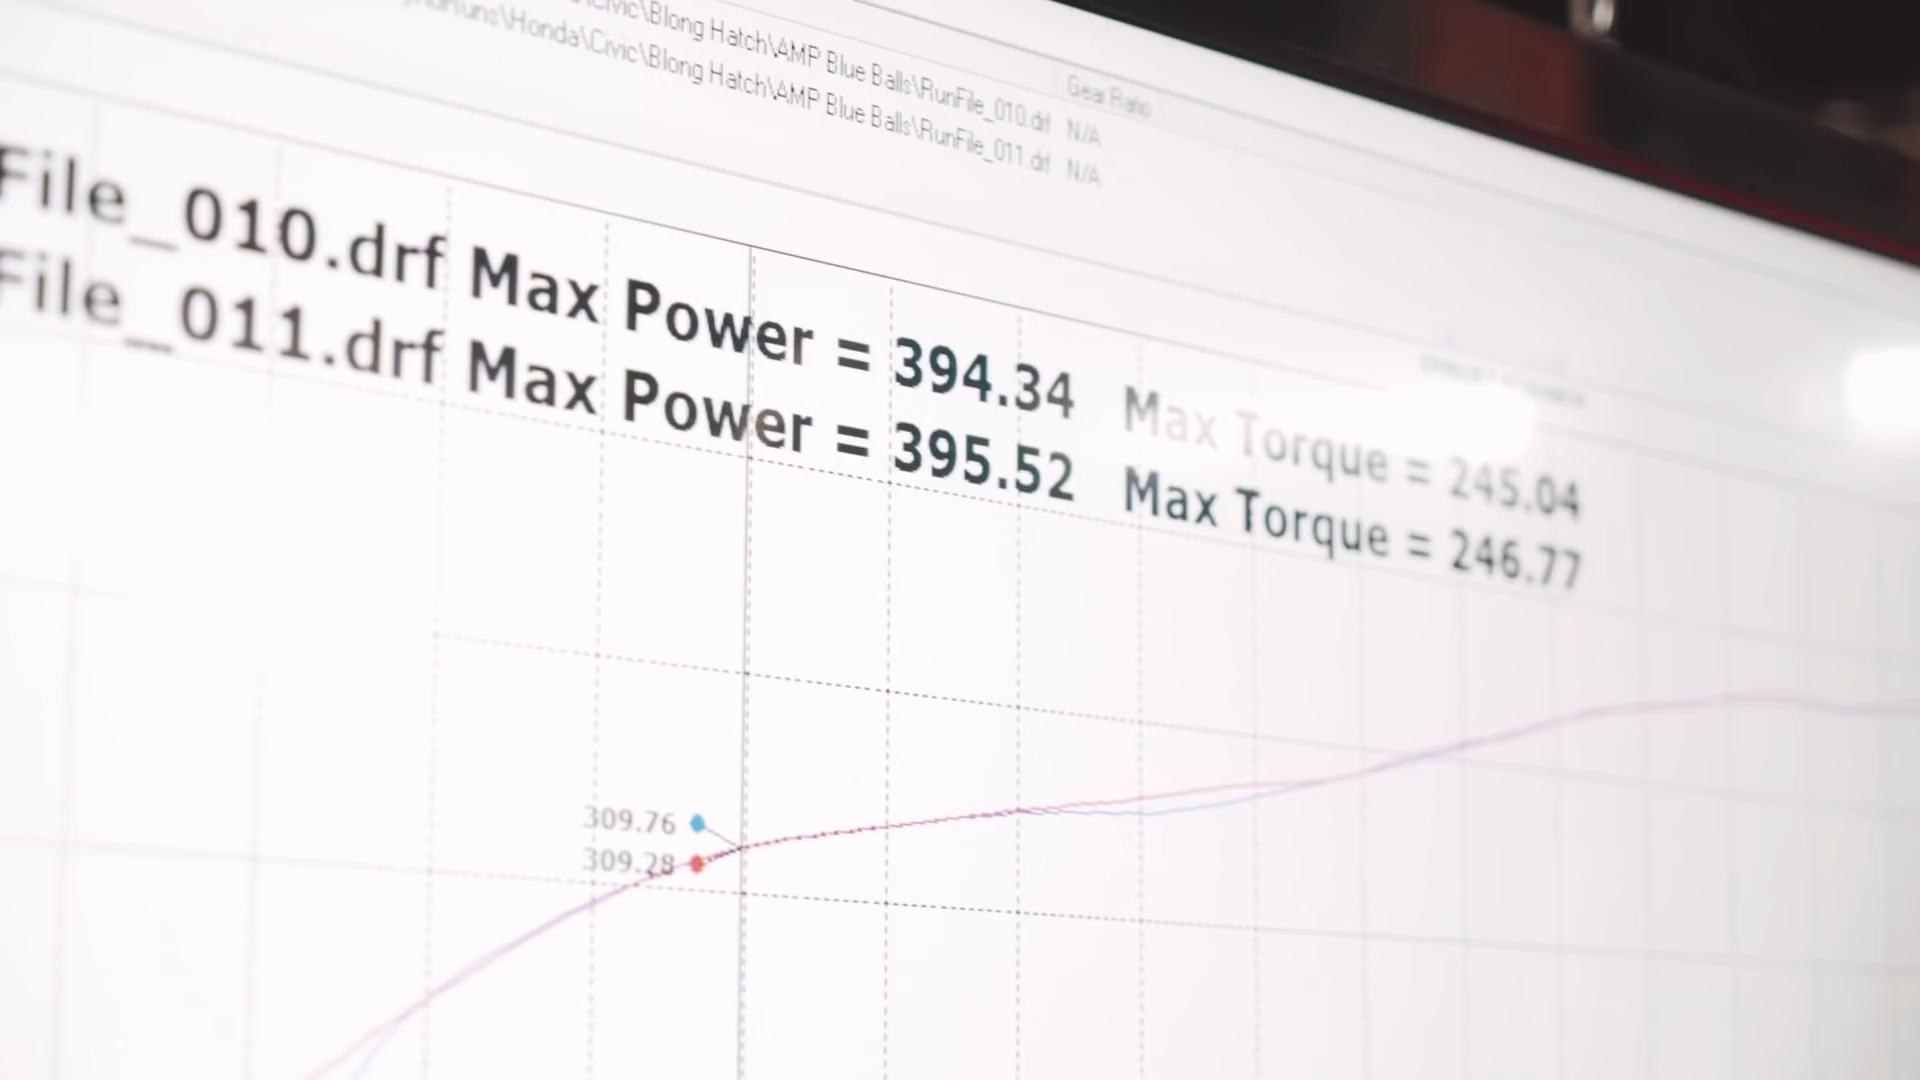 \Civic\Blong Hatch\AMP Blue Balls\RunFile_010.drf N/A
Runs\Honda\Civic\Blong Hatch\AMP Blue Balls\RunFile_011.drf N/A
Gear Ratio
File_010.drf Max Power = 394.34 Max Torque = 245.04
File_011.drf Max Power = 395.52 Max Torque = 246.77
309.76
309.28